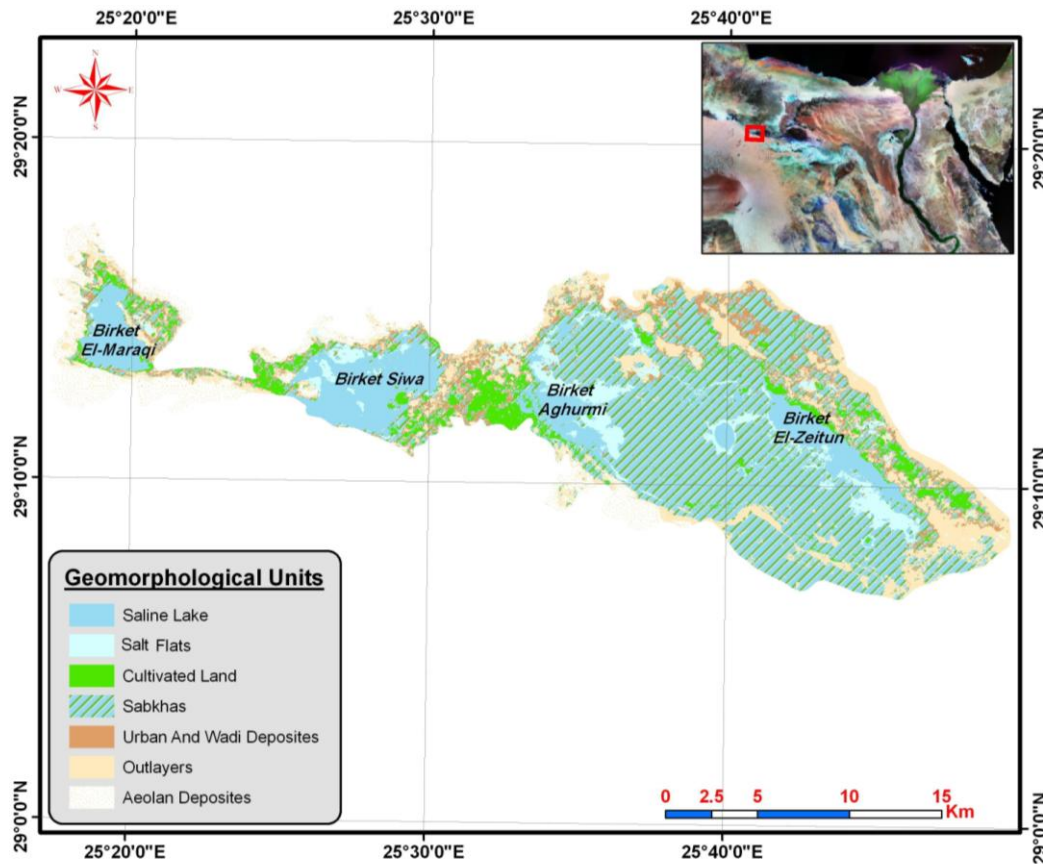 25°20'0"E
25°30'0"E
25°40'0"E
N
W
E
S
29°20'0"N
29°20'0"N
Birket
El-Maraqi
Birket Siwa
Birket
Aghurmi
Birket
El-Zeitun
29°10'0"N
29°10'0"N
Geomorphological Units
Saline Lake
Salt Flats
Cultivated Land
Sabkhas
Urban And Wadi Deposites
Outlayers
Aeolan Deposites
0 2.5 5 10 15
Km
29°0'0"N
29°0'0"N
25°20'0"E
25°30'0"E
25°40'0"E